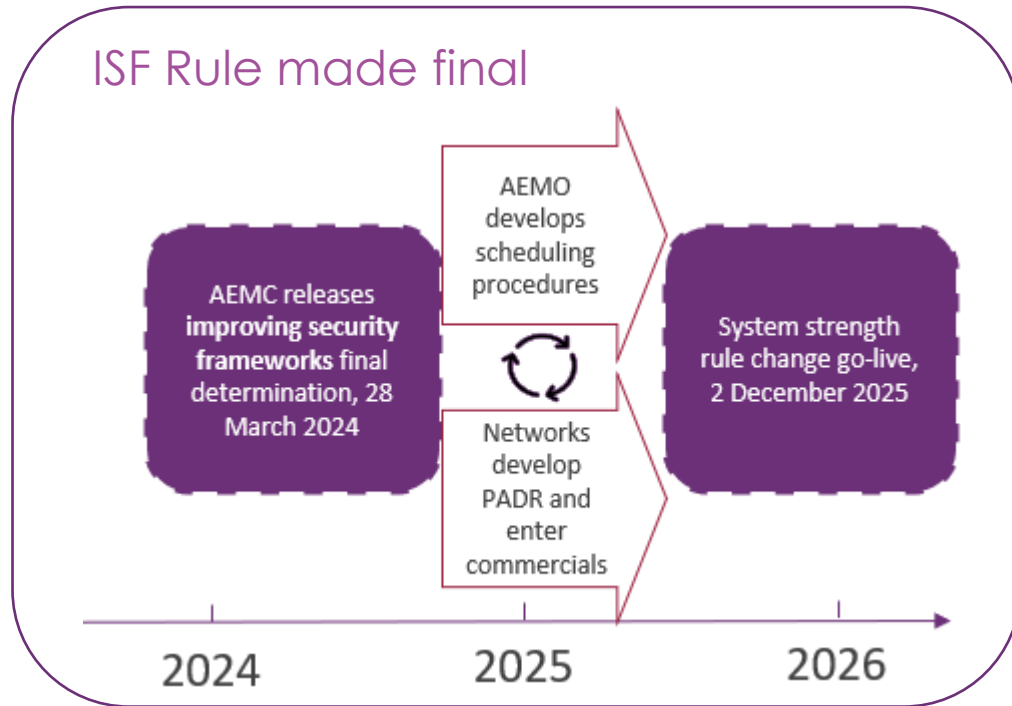 ISF Rule made final
AEMC releases
improving security
frameworks final
determination, 28
March 2024
AEMO
develops
scheduling
procedures
Networks
develop
PADR and
enter
commercials
System strength
rule change go-live,
2 December 2025
2024
2025
2026